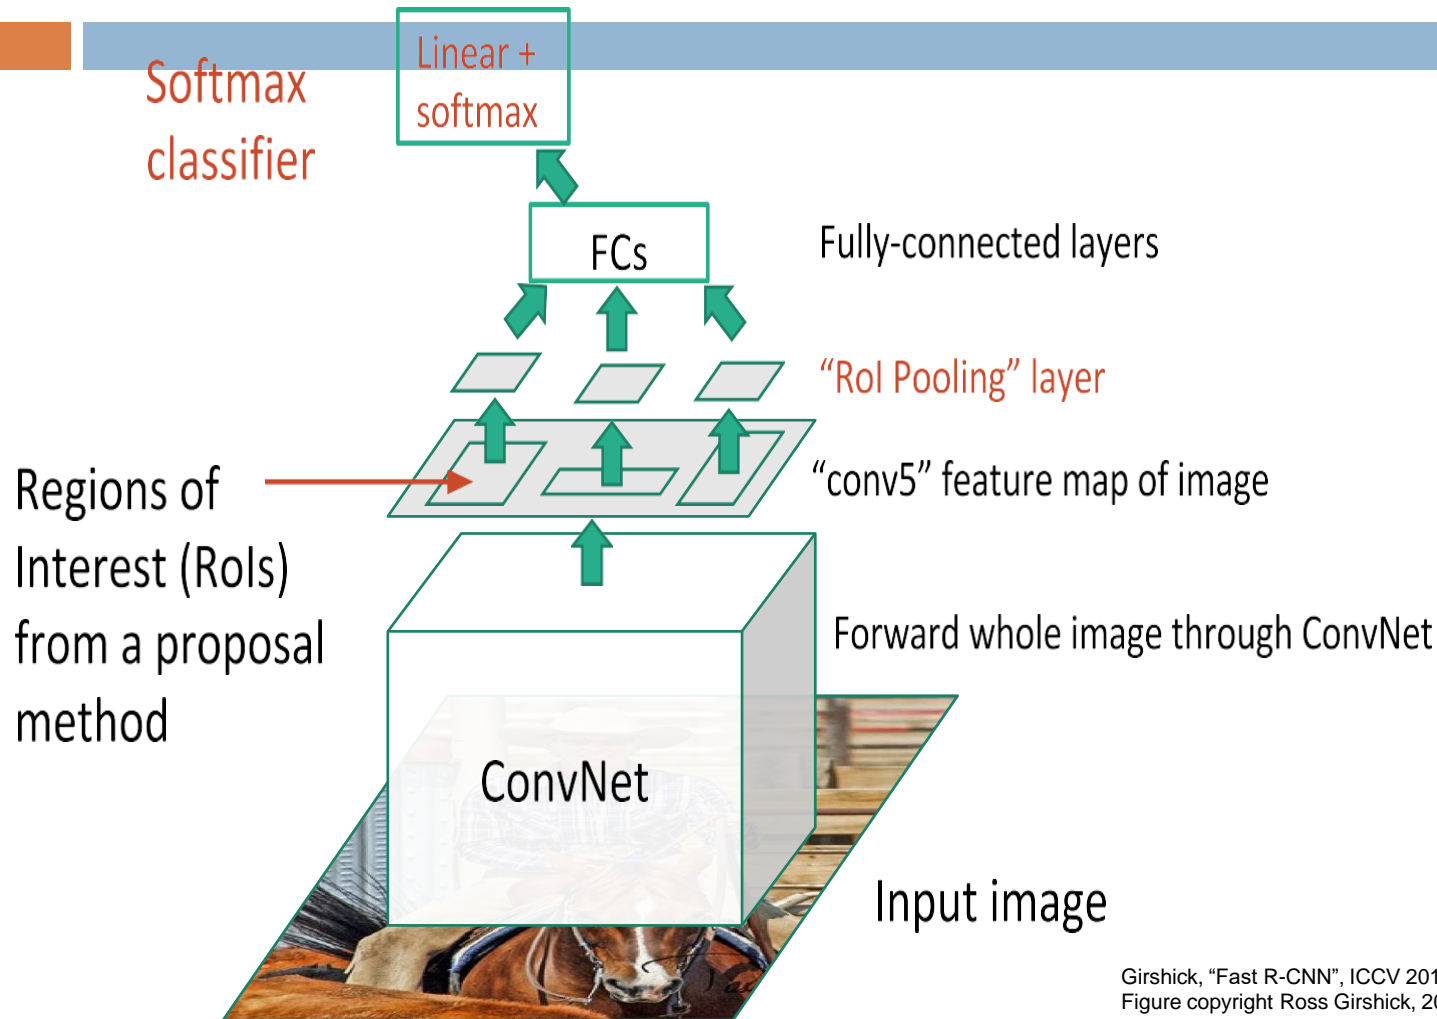 Linear +
softmax
Softmax
classifier
FCs
Fully-connected layers
“RoI Pooling” layer
“conv5” feature map of image
Regions of
Interest (RoIs)
from a proposal
method
Forward whole image through ConvNet
ConvNet
Input image
Girshick, “Fast R-CNN”, ICCV
Figure copyright Ross Girshick,